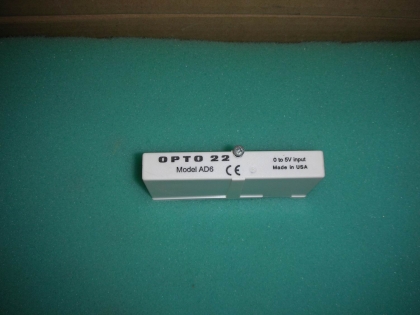 OPTO 22
Model AD6 CE
0 to 5V input
Made in USA